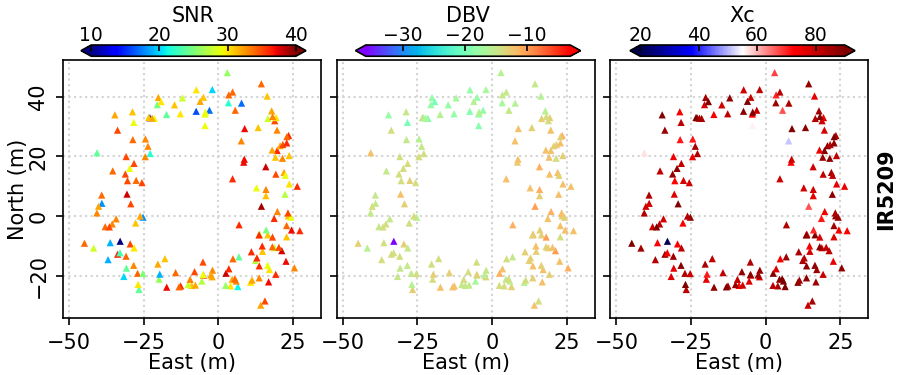 SNR DBV Xc
10 20 30 40 −30 −20 −10 20 40 60 80
40
20
0
−20
North (m)
IR5209
−50 −25 0 25 −50 −25 0 25 −50 −25 0 25
East (m) East (m) East (m)